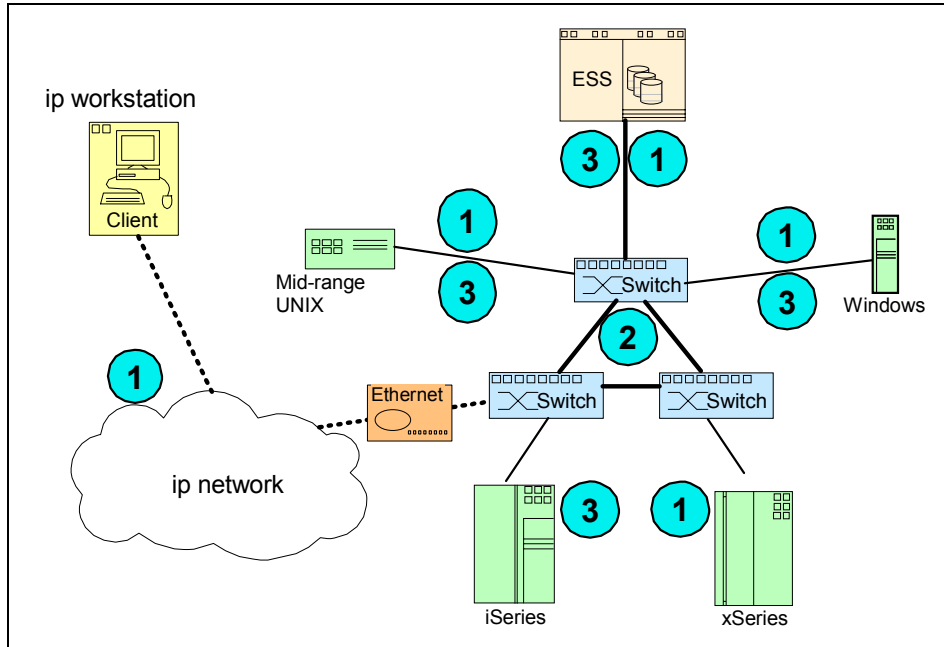 ESS
ip workstation
Client
3
1
1
3
Mid-range
UNIX
Switch
1
3
Windows
2
1
Ethernet
Switch
Switch
ip network
3
1
iSeries
xSeries